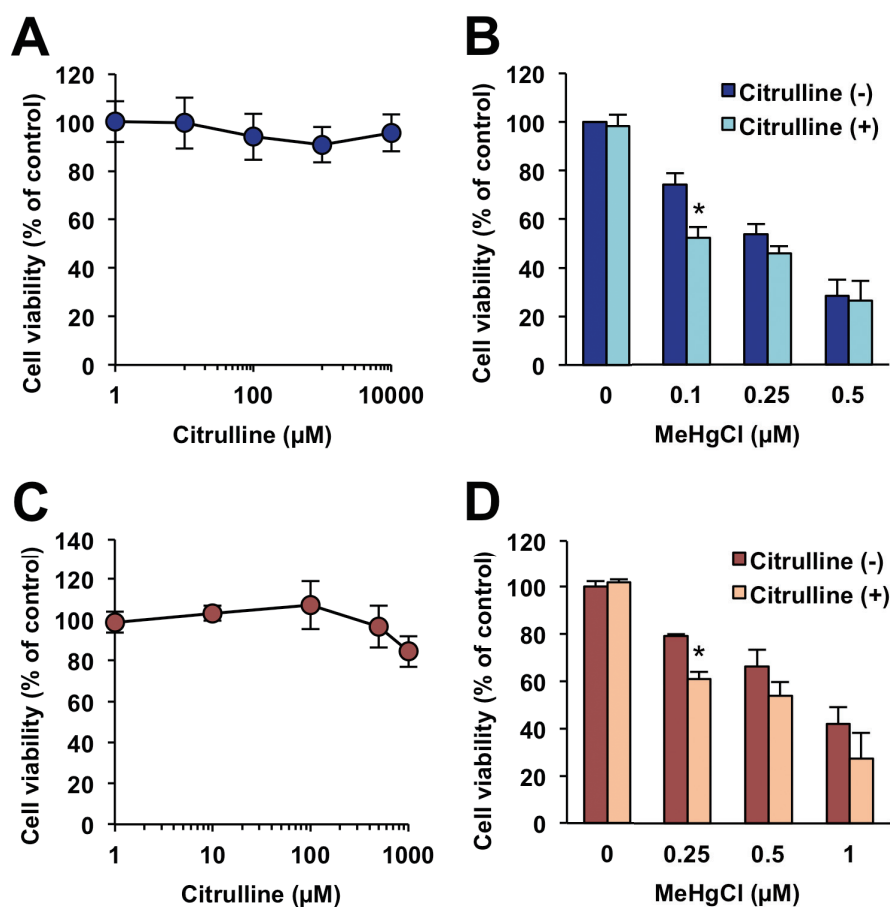 A
Cell viability (% of control)
120
100
80
60
40
20
0
1
100
10000
Citrulline (µM)
B
Cell viability (% of control)
120
100
80
60
40
20
0
Citrulline (-)
Citrulline (+)
*
0
0.1
0.25
0.5
MeHgCl (µM)
C
Cell viability (% of control)
140
120
100
80
60
40
20
0
1
10
100
1000
Citrulline (µM)
D
Cell viability (% of control)
120
100
80
60
40
20
0
Citrulline (-)
Citrulline (+)
*
0
0.25
0.5
1
MeHgCl (µM)